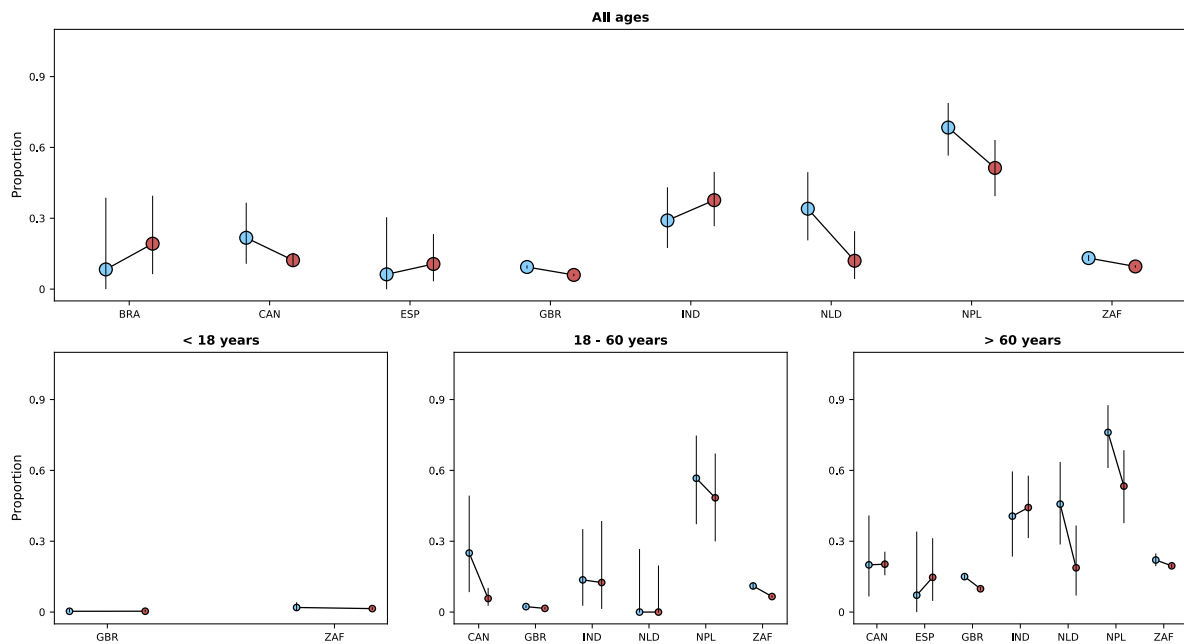 All ages
Proportion
0.9
0.6
0.3
0
BRA CAN ESP GBR IND NLD NPL ZAF
< 18 years 18 - 60 years > 60 years
Proportion
0.9 0.9 0.9
0.6 0.6 0.6
0.3 0.3 0.3
0 0 0
GBR ZAF CAN GBR IND NLD NPL ZAF CAN ESP GBR IND NLD NPL ZAF